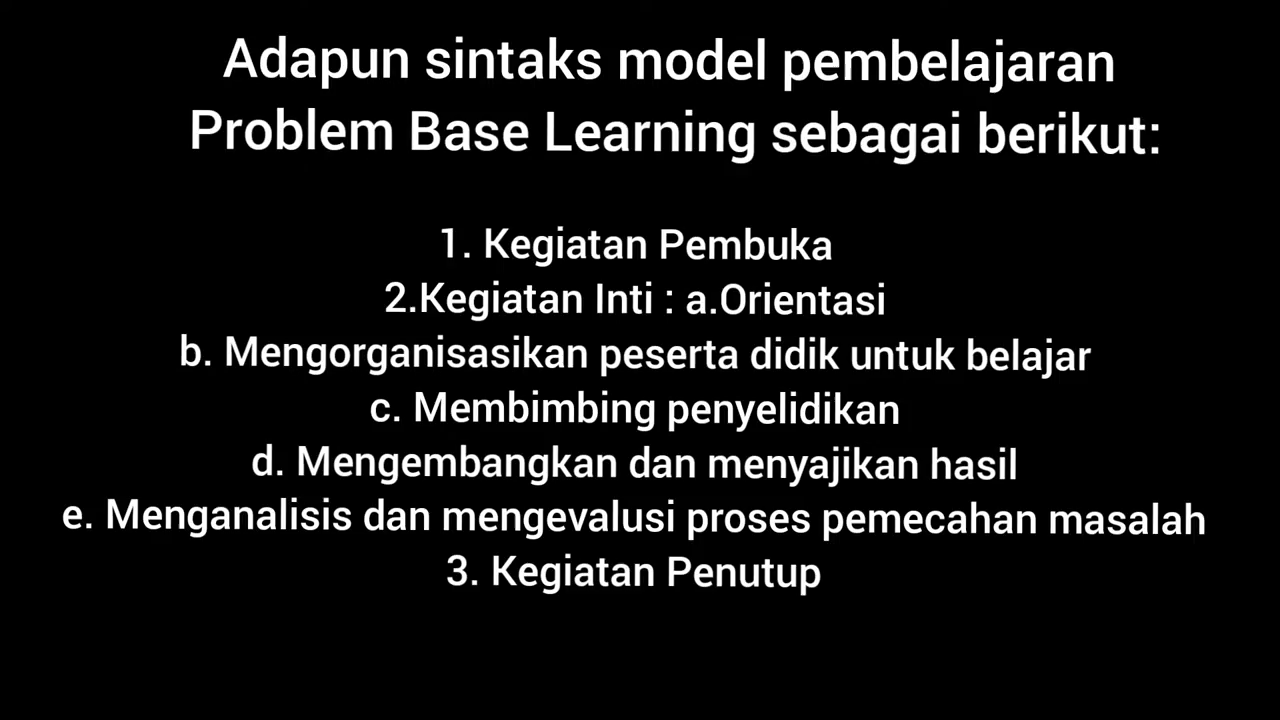 Adapun sintaks model pembelajaran
Problem Base Learning sebagai berikut:
1. Kegiatan Pembuka
2.Kegiatan Inti : a.Orientasi
b. Mengorganisasikan peserta didik untuk belajar
c. Membimbing penyelidikan
d. Mengembangkan dan menyajikan hasil
e. Menganalisis dan mengevalusi proses pemecahan masalah
3. Kegiatan Penutup